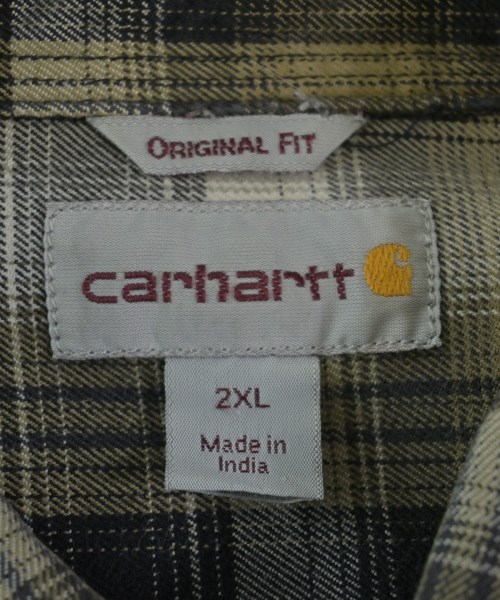 ORIGINAL FIT
carhartt
2XL
Made in
India